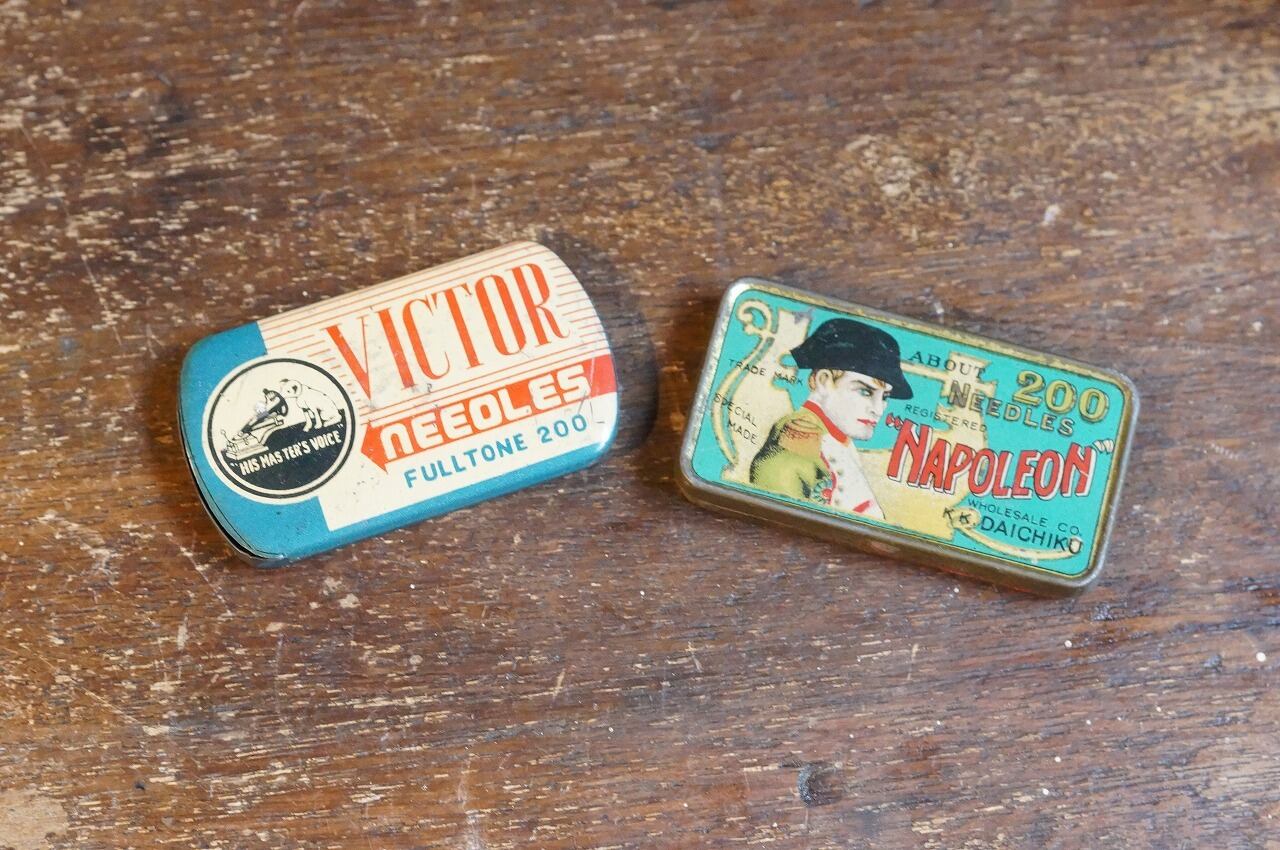 VICTOR
NEEDLES
FULLTONE 200
"HIS MASTER'S VOICE"
TRADE MARK
SPECIAL
MADE
ABOUT 200
NEEDLES
REGISTERED
"NAPOLEON"
WHOLESALE CO.
K.K. DAICHIKU